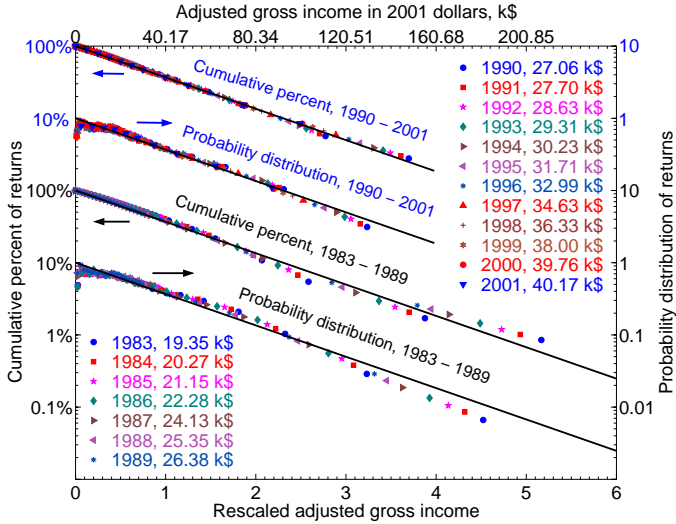 Adjusted gross income in 2001 dollars, k$
0 40.17 80.34 120.51 160.68 200.85
100% 10
10% 1
100% 10
10% 1
1% 0.1
0.1% 0.01
Cumulative percent of returns
Probability distribution of returns
Cumulative percent, 1990 – 2001
Probability distribution, 1990 – 2001
Cumulative percent, 1983 – 1989
Probability distribution, 1983 – 1989
1990, 27.06 k$
1991, 27.70 k$
1992, 28.63 k$
1993, 29.31 k$
1994, 30.23 k$
1995, 31.71 k$
1996, 32.99 k$
1997, 34.63 k$
1998, 36.33 k$
1999, 38.00 k$
2000, 39.76 k$
2001, 40.17 k$
1983, 19.35 k$
1984, 20.27 k$
1985, 21.15 k$
1986, 22.28 k$
1987, 24.13 k$
1988, 25.35 k$
1989, 26.38 k$
0 1 2 3 4 5 6
Rescaled adjusted gross income